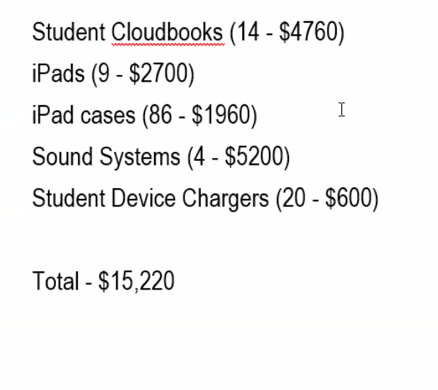 Student Cloudbooks (14 - $4760)
iPads (9 - $2700)
iPad cases (86 - $1960)
Sound Systems (4 - $5200)
Student Device Chargers (20 - $600)
Total - $15,220